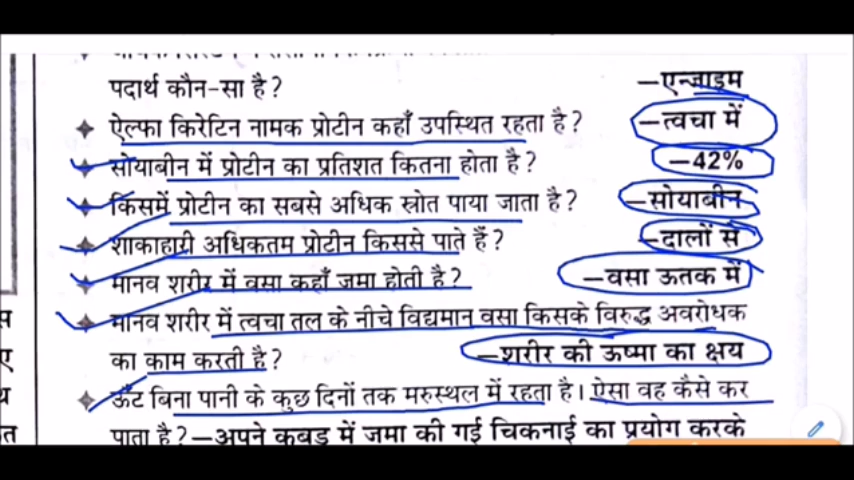 पदार्थ कौन-सा है? —एन्जाइम
ऐल्फा किरेटिन नामक प्रोटीन कहाँ उपस्थित रहता है? —त्वचा में
सोयाबीन में प्रोटीन का प्रतिशत कितना होता है? —42%
किसमें प्रोटीन का सबसे अधिक स्रोत पाया जाता है? —सोयाबीन
शाकाहारी अधिकतम प्रोटीन किससे पाते हैं? —दालों से
मानव शरीर में वसा कहाँ जमा होती है? —वसा ऊतक में
मानव शरीर में त्वचा तल के नीचे विद्यमान वसा किसके विरुद्ध अवरोधक
का काम करती है? —शरीर की ऊष्मा का क्षय
ऊँट बिना पानी के कुछ दिनों तक मरुस्थल में रहता है। ऐसा वह कैसे कर
पाता है?—अपने कूबड़ में जमा की गई चिकनाई का प्रयोग करके